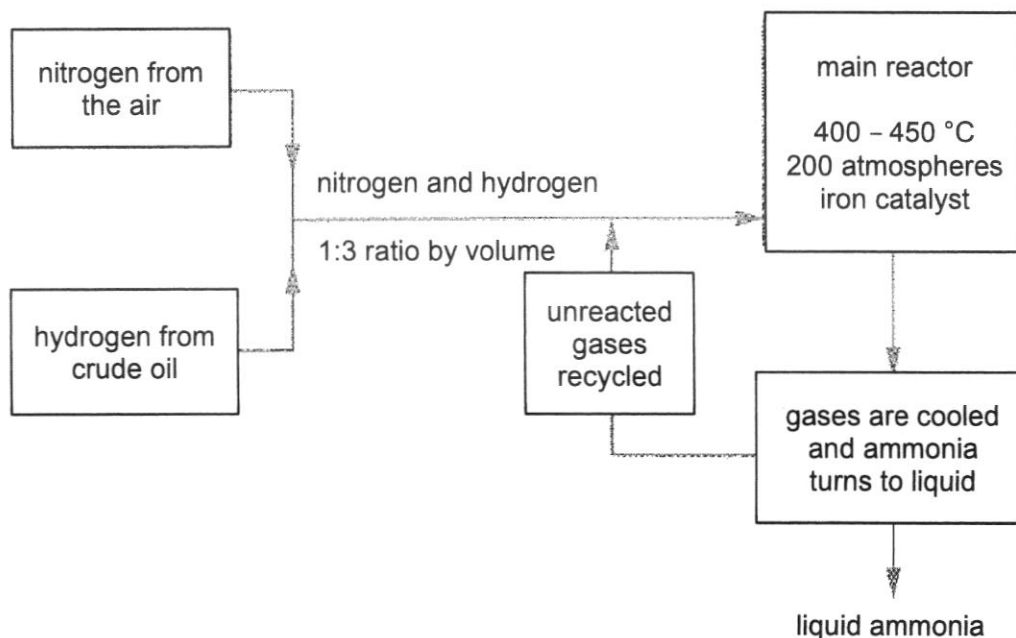 nitrogen from
the air
hydrogen from
crude oil
nitrogen and hydrogen
1:3 ratio by volume
unreacted
gases
recycled
main reactor
400 – 450 °C
200 atmospheres
iron catalyst
gases are cooled
and ammonia
turns to liquid
liquid ammonia